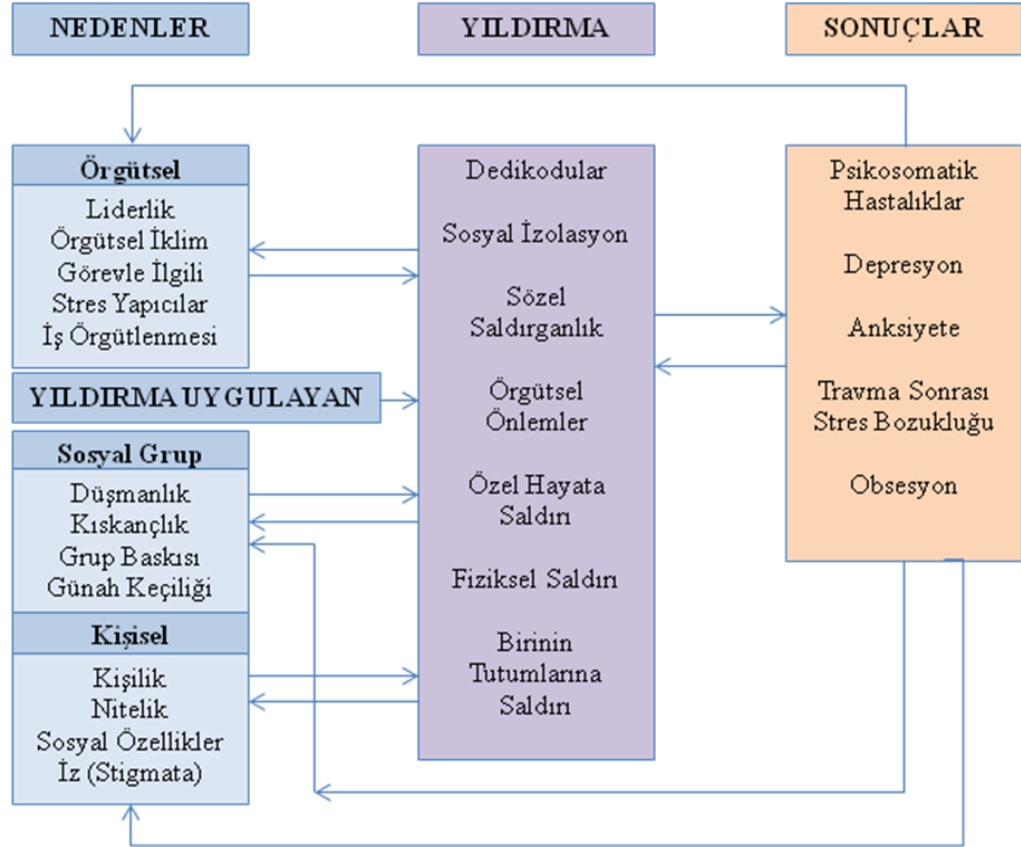 NEDENLER
YILDIRMA
SONUÇLAR
Örgütsel
Liderlik
Örgütsel İklim
Görevle İlgili
Stres Yapıcılar
İş Örgütlenmesi
YILDIRMA UYGULAYAN
Sosyal Grup
Düşmanlık
Kıskançlık
Grup Baskısı
Günah Keçiliği
Kişisel
Kişilik
Nitelik
Sosyal Özellikler
İz (Stigmata)
Dedikodular
Sosyal İzolasyon
Sözel
Saldırganlık
Örgütsel
Önlemler
Özel Hayata
Saldırı
Fiziksel Saldırı
Birinin
Tutumlarına
Saldırı
Psikosomatik
Hastalıklar
Depresyon
Anksiyete
Travma Sonrası
Stres Bozukluğu
Obsesyon